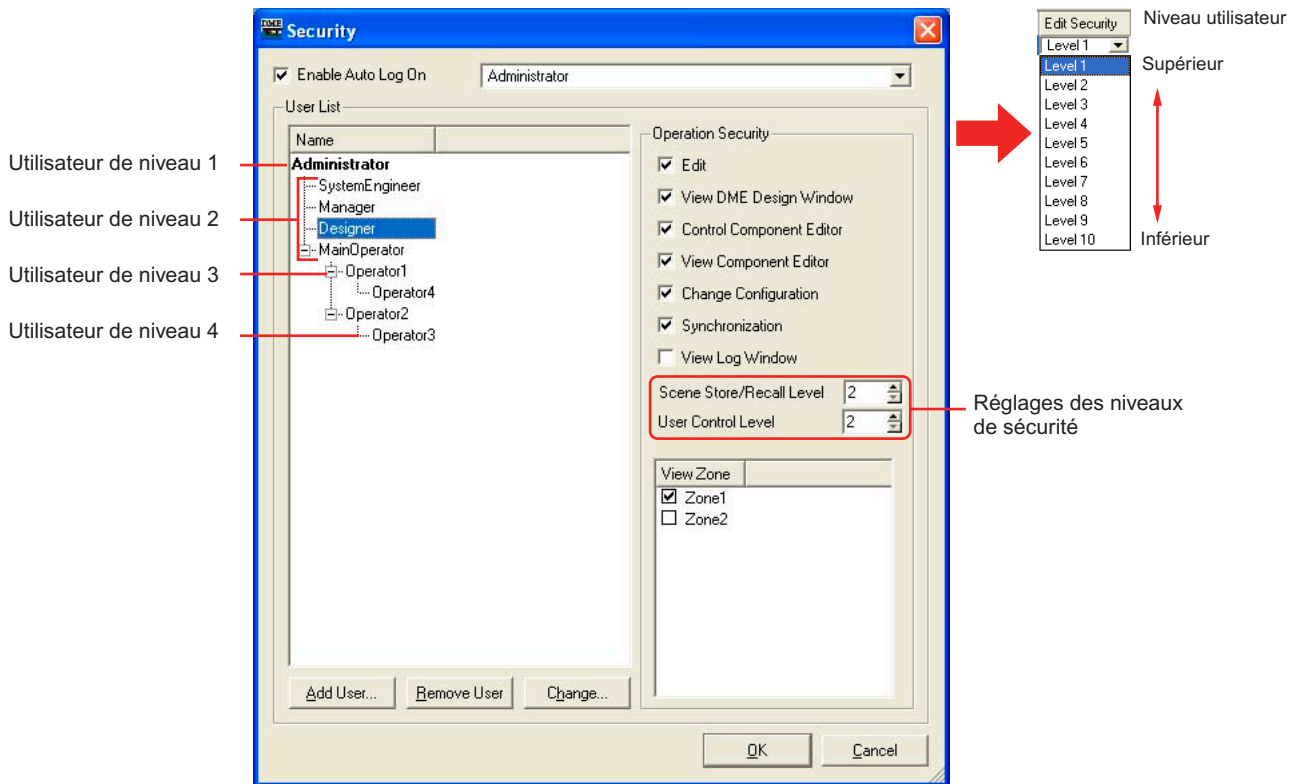 DME Security
Enable Auto Log On
Administrator
User List
Name
Administrator
SystemEngineer
Manager
Designer
MainOperator
Operator1
Operator4
Operator2
Operator3
Add User...
Remove User
Change...
Operation Security
Edit
View DME Design Window
Control Component Editor
View Component Editor
Change Configuration
Synchronization
View Log Window
Scene Store/Recall Level 2
User Control Level 2
View Zone
Zone1
Zone2
OK
Cancel
Utilisateur de niveau 1
Utilisateur de niveau 2
Utilisateur de niveau 3
Utilisateur de niveau 4
Réglages des niveaux
de sécurité
Edit Security
Level 1
Level 1
Level 2
Level 3
Level 4
Level 5
Level 6
Level 7
Level 8
Level 9
Level 10
Niveau utilisateur
Supérieur
Inférieur